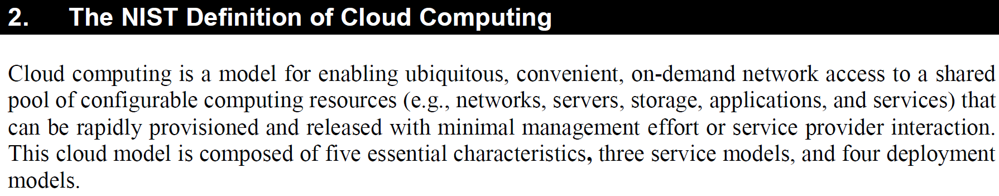 2. The NIST Definition of Cloud Computing
Cloud computing is a model for enabling ubiquitous, convenient, on-demand network access to a shared
pool of configurable computing resources (e.g., networks, servers, storage, applications, and services) that
can be rapidly provisioned and released with minimal management effort or service provider interaction.
This cloud model is composed of five essential characteristics, three service models, and four deployment
models.